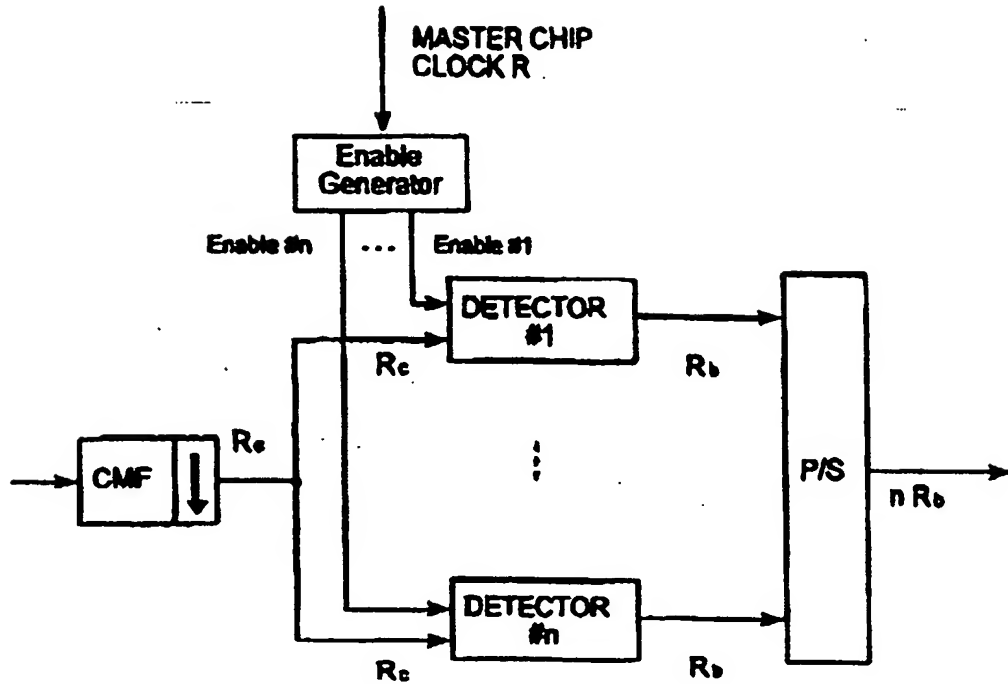 MASTER CHIP
CLOCK R
Enable
Generator
Enable #n
...
Enable #1
DETECTOR
#1
Rc
Rb
Rc
CMF
P/S
n Rb
DETECTOR
#n
Rc
Rb